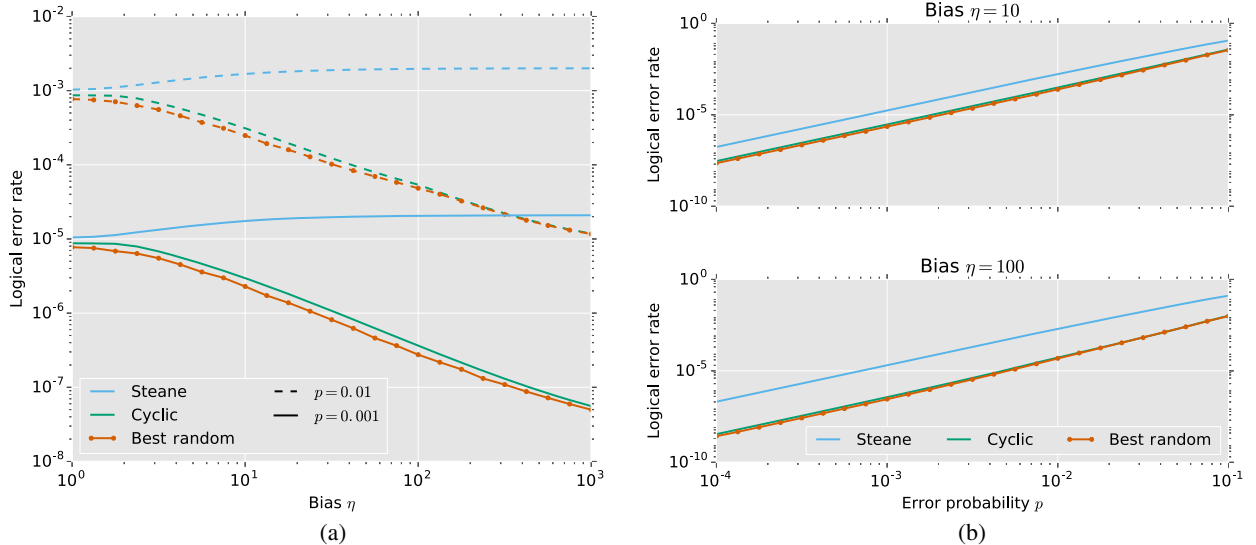 10^-2
10^-3
10^-4
10^-5
10^-6
10^-7
10^-8
Logical error rate
Steane
Cyclic
Best random
p = 0.01
p = 0.001
10^0
10^1
10^2
10^3
Bias η
(a)
Bias η = 10
10^0
10^-5
10^-10
Logical error rate
Bias η = 100
10^0
10^-5
10^-10
Logical error rate
Steane
Cyclic
Best random
10^-4
10^-3
10^-2
10^-1
Error probability p
(b)